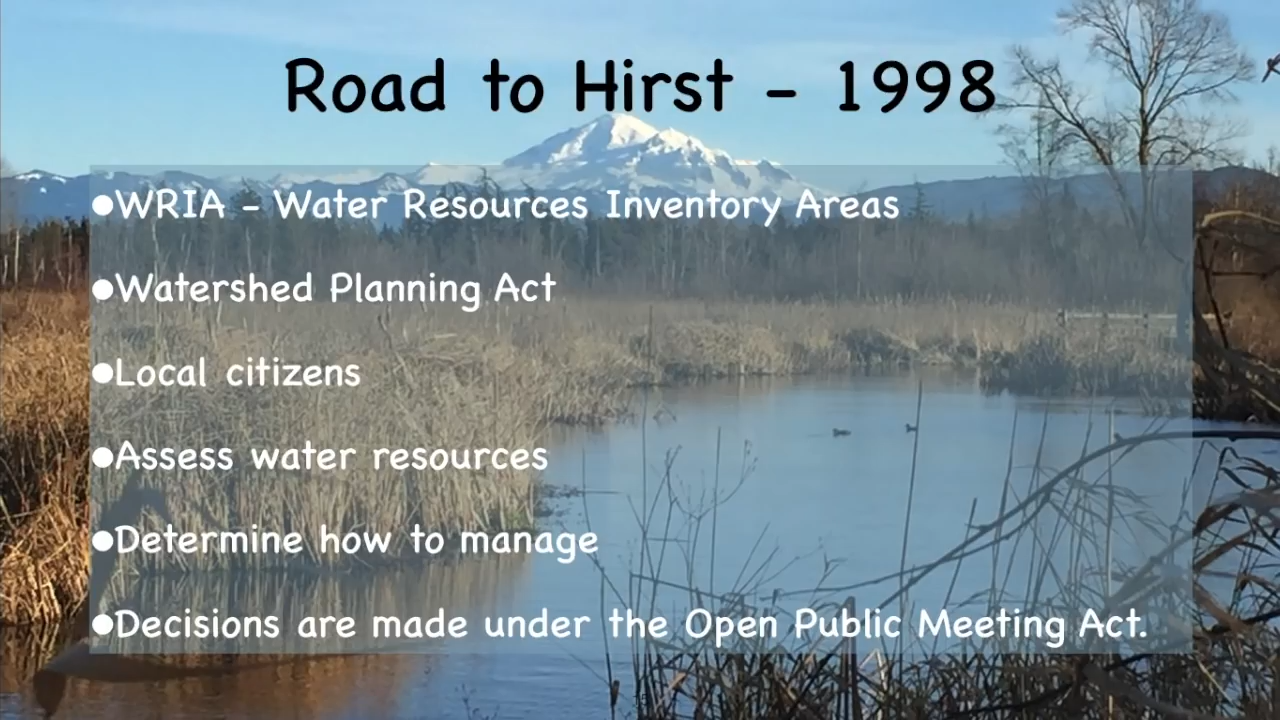 Road to Hirst – 1998
●WRIA – Water Resources Inventory Areas
●Watershed Planning Act
●Local citizens
●Assess water resources
●Determine how to manage
●Decisions are made under the Open Public Meeting Act.